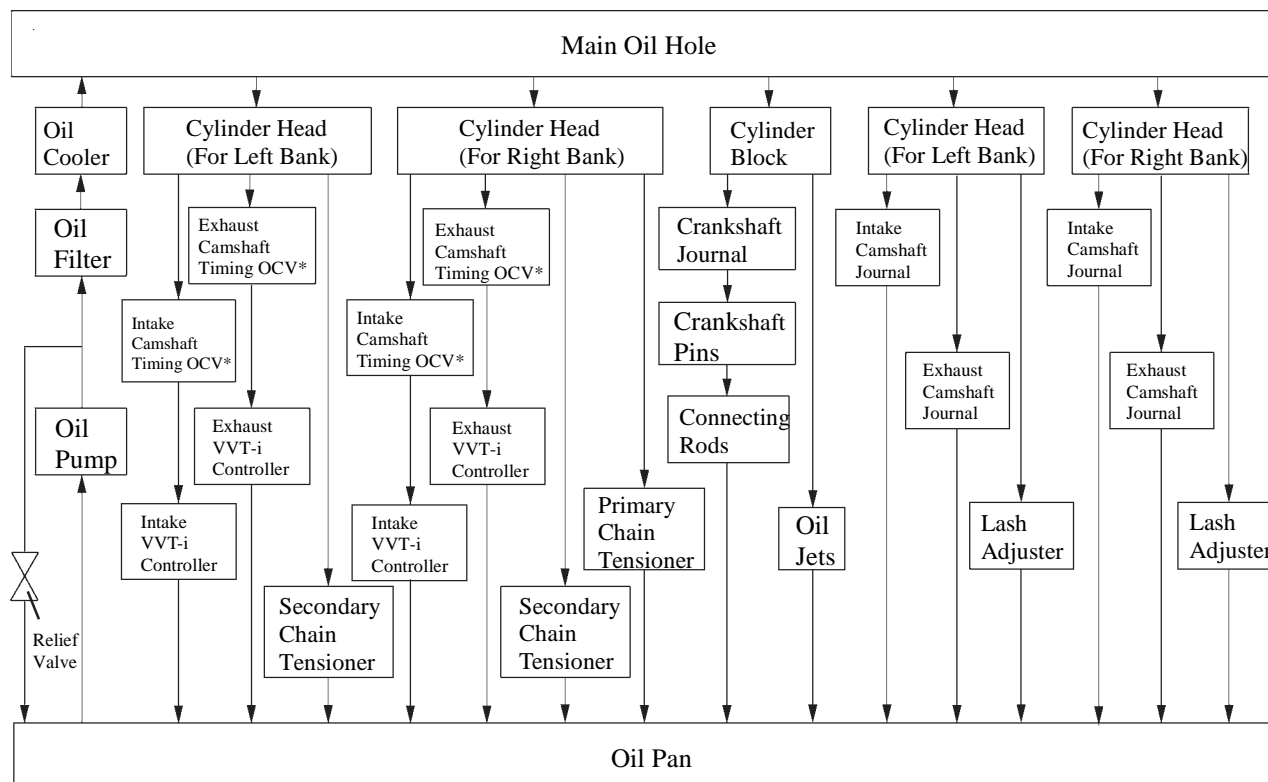 Main Oil Hole
Oil
Cooler
Cylinder Head
(For Left Bank)
Cylinder Head
(For Right Bank)
Cylinder
Block
Cylinder Head
(For Left Bank)
Cylinder Head
(For Right Bank)
Oil
Filter
Exhaust
Camshaft
Timing OCV*
Exhaust
Camshaft
Timing OCV*
Crankshaft
Journal
Intake
Camshaft
Journal
Intake
Camshaft
Journal
Intake
Camshaft
Timing OCV*
Intake
Camshaft
Timing OCV*
Crankshaft
Pins
Exhaust
Camshaft
Journal
Exhaust
Camshaft
Journal
Oil
Pump
Exhaust
VVT-i
Controller
Exhaust
VVT-i
Controller
Connecting
Rods
Intake
VVT-i
Controller
Intake
VVT-i
Controller
Primary
Chain
Tensioner
Oil
Jets
Lash
Adjuster
Lash
Adjuster
Relief
Valve
Secondary
Chain
Tensioner
Secondary
Chain
Tensioner
Oil Pan